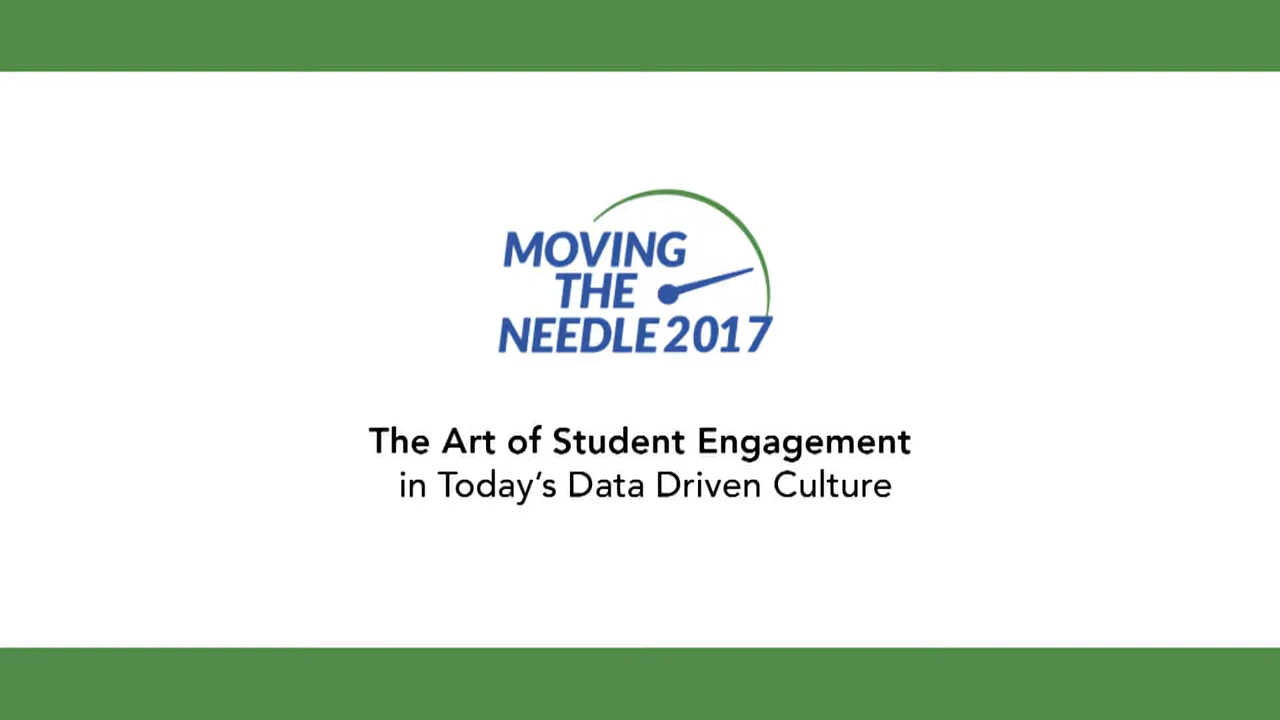 MOVING
THE
NEEDLE 2017
The Art of Student Engagement
in Today's Data Driven Culture